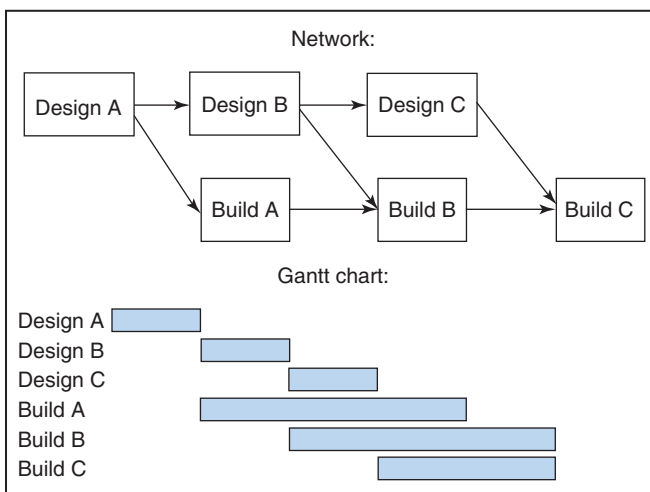 Network:
Design A
Design B
Design C
Build A
Build B
Build C
Gantt chart:
Design A
Design B
Design C
Build A
Build B
Build C